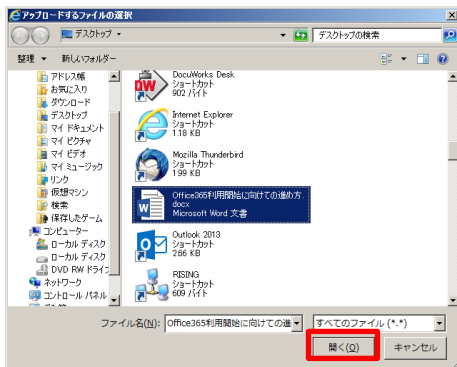 アップロードするファイルの選択
デスクトップ
デスクトップの検索
整理 新しいフォルダー
アドレス帳
お気に入り
ダウンロード
デスクトップ
マイ ドキュメント
マイ ピクチャ
マイ ビデオ
マイ ミュージック
リンク
仮想マシン
検索
保存したゲーム
コンピューター
ローカル ディスク
ローカル ディスク
DVD RW ドライブ
ネットワーク
コントロール パネル
DocuWorks Desk
ショートカット
902 バイト
Internet Explorer
ショートカット
1.18 KB
Mozilla Thunderbird
ショートカット
1.99 KB
Office365利用開始に向けての進め方.
docx
Microsoft Word 文書
Outlook 2013
ショートカット
2.66 KB
RISING
ショートカット
609 バイト
ファイル名(N): Office365利用開始に向けての進 すべてのファイル (*.*)
開く(O) キャンセル